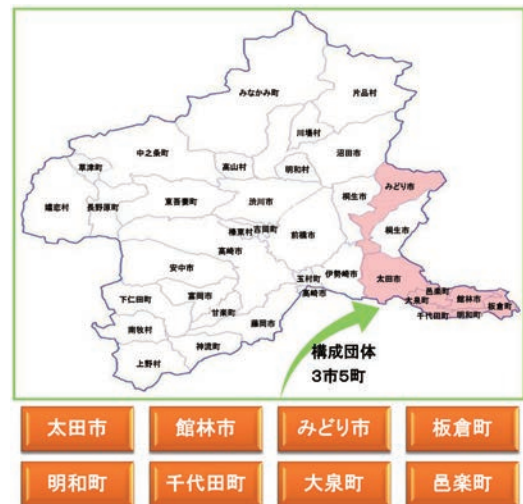 みなかみ町
片品村
川場村
中之条町
沼田市
草津町
高山村
明和村
みどり市
嬬恋村
長野原町
東吾妻町
渋川市
桐生市
榛東村
吉岡町
前橋市
桐生市
高崎市
安中市
伊勢崎市
太田市
玉村町
邑楽町
下仁田町
富岡市
高崎市
大泉町
館林市
板倉町
甘楽町
千代田町
明和町
南牧村
藤岡市
神流町
上野村
構成団体
3市5町
太田市
館林市
みどり市
板倉町
明和町
千代田町
大泉町
邑楽町